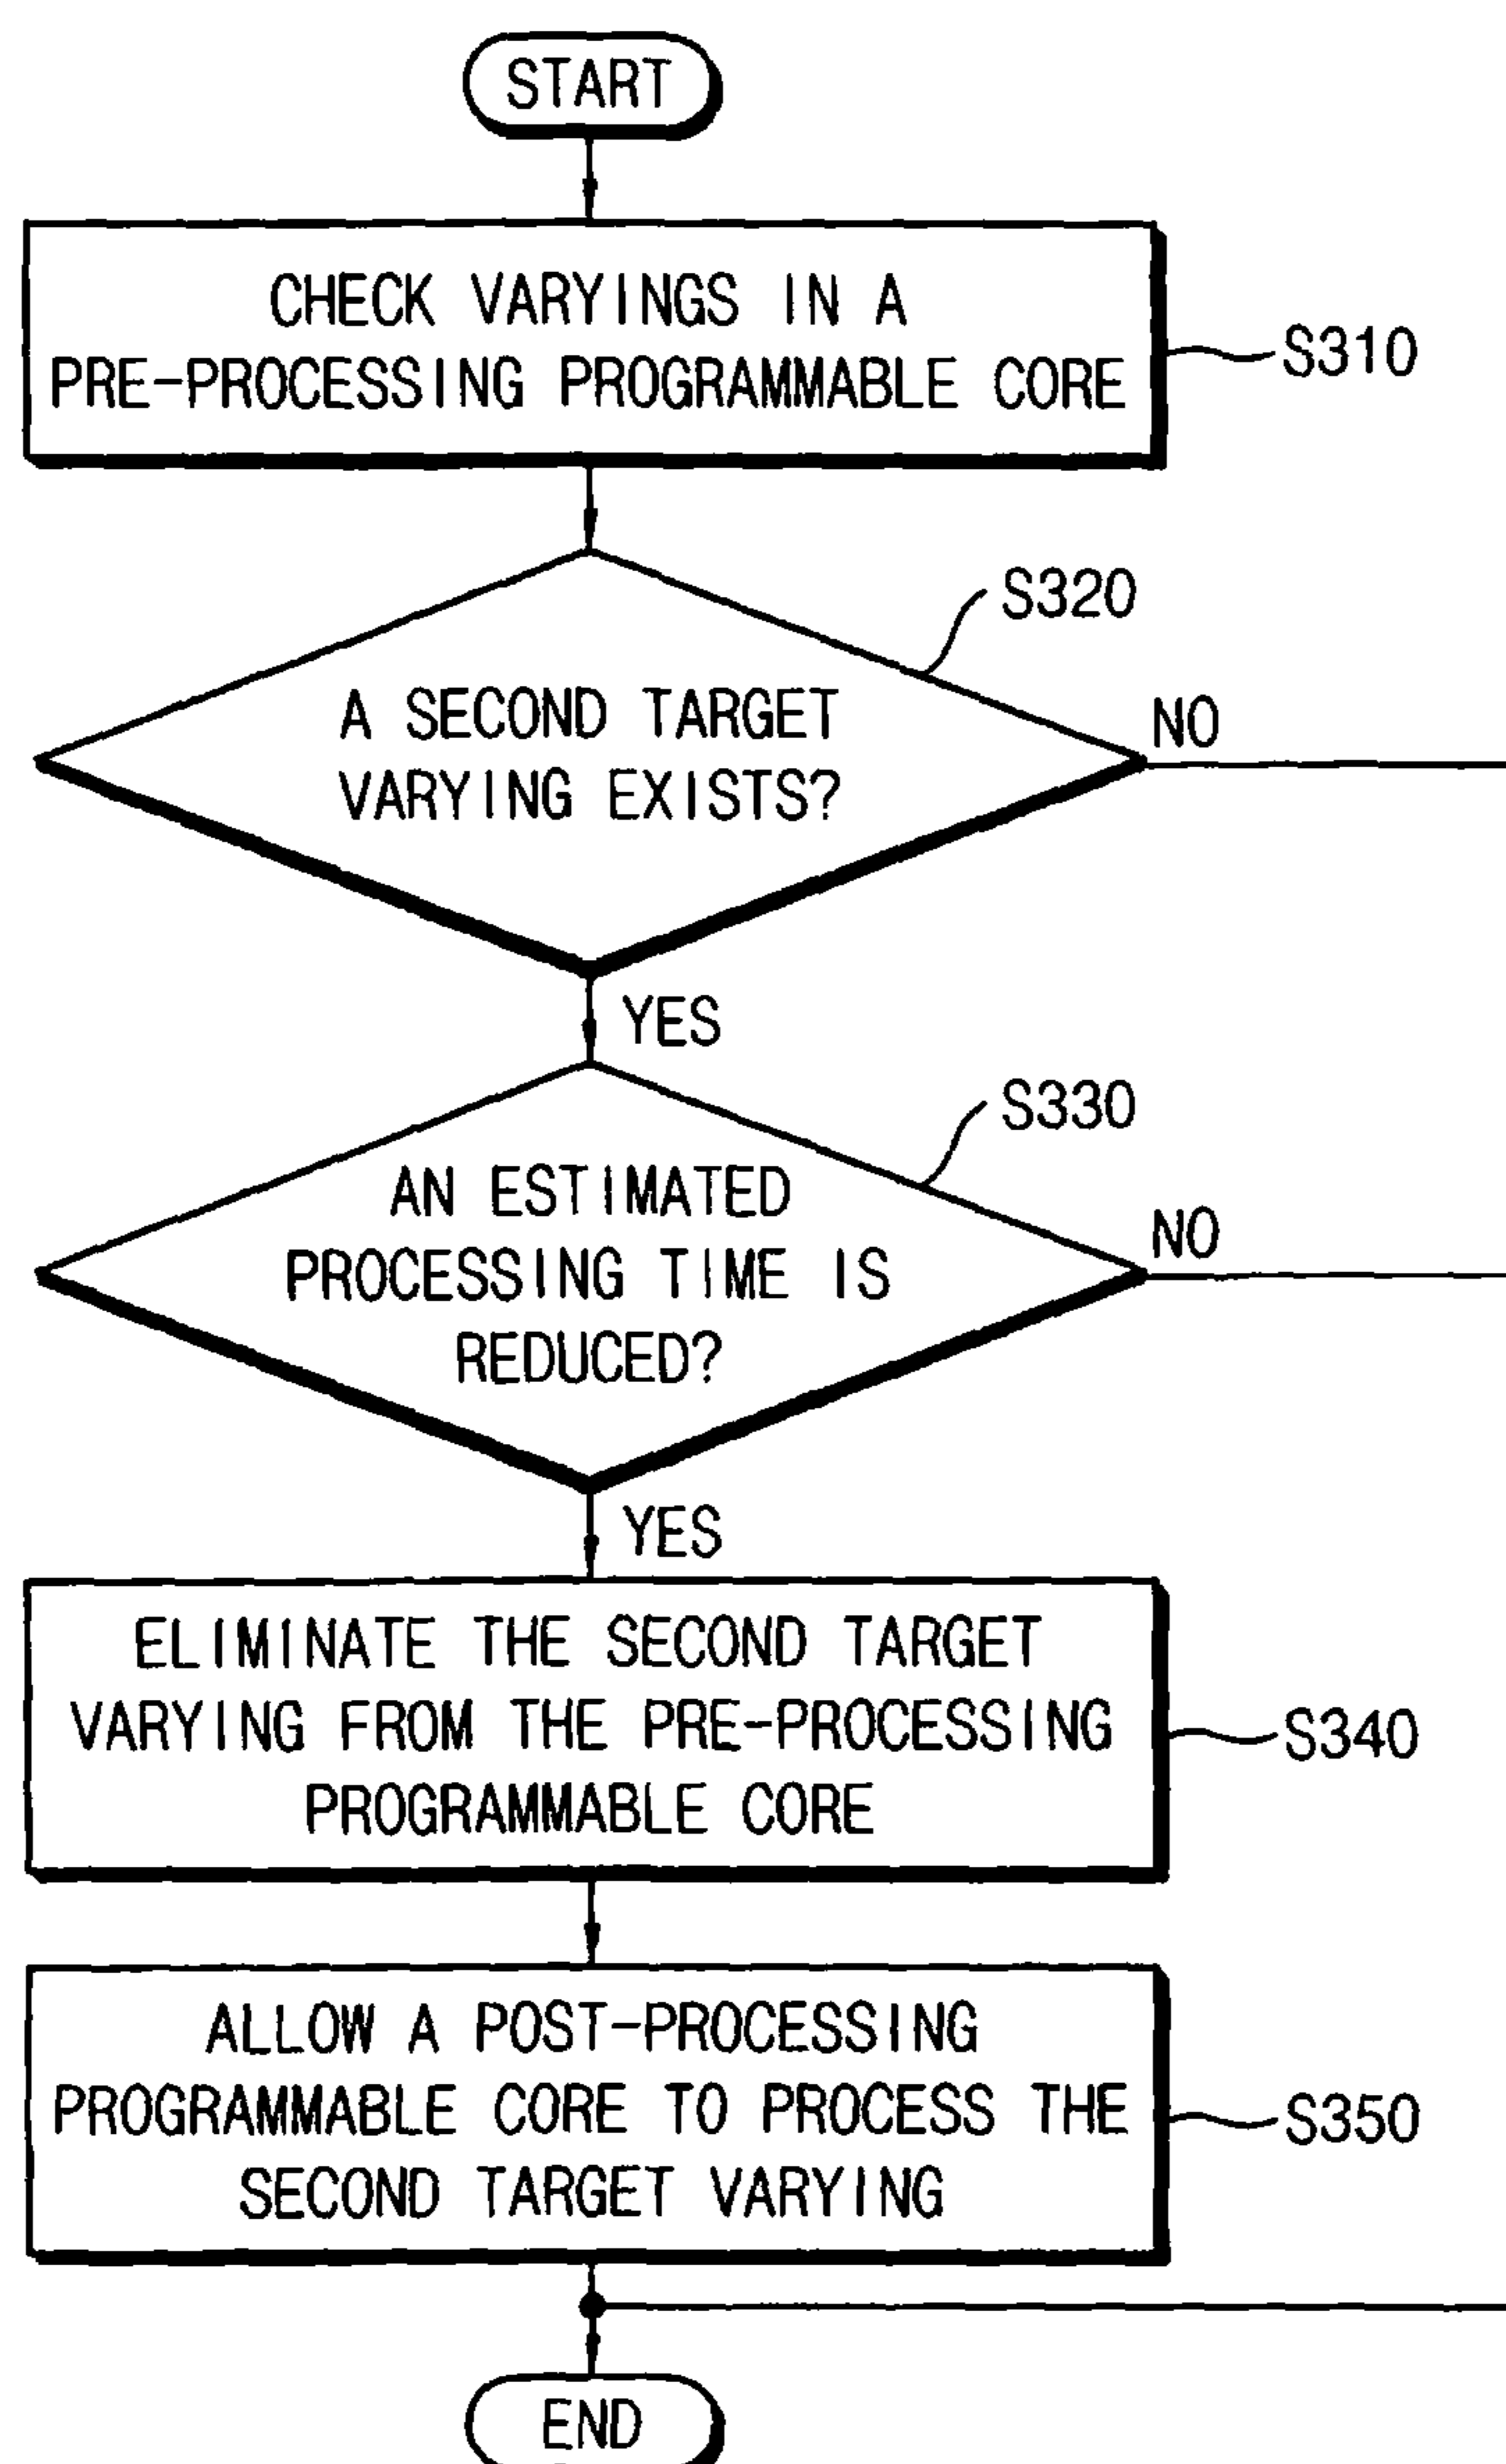 START
CHECK VARYINGS IN A
PRE-PROCESSING PROGRAMMABLE CORE
S310
S320
A SECOND TARGET
VARYING EXISTS?
NO
YES
S330
AN ESTIMATED
PROCESSING TIME IS
REDUCED?
NO
YES
ELIMINATE THE SECOND TARGET
VARYING FROM THE PRE-PROCESSING
PROGRAMMABLE CORE
S340
ALLOW A POST-PROCESSING
PROGRAMMABLE CORE TO PROCESS THE
SECOND TARGET VARYING
S350
END